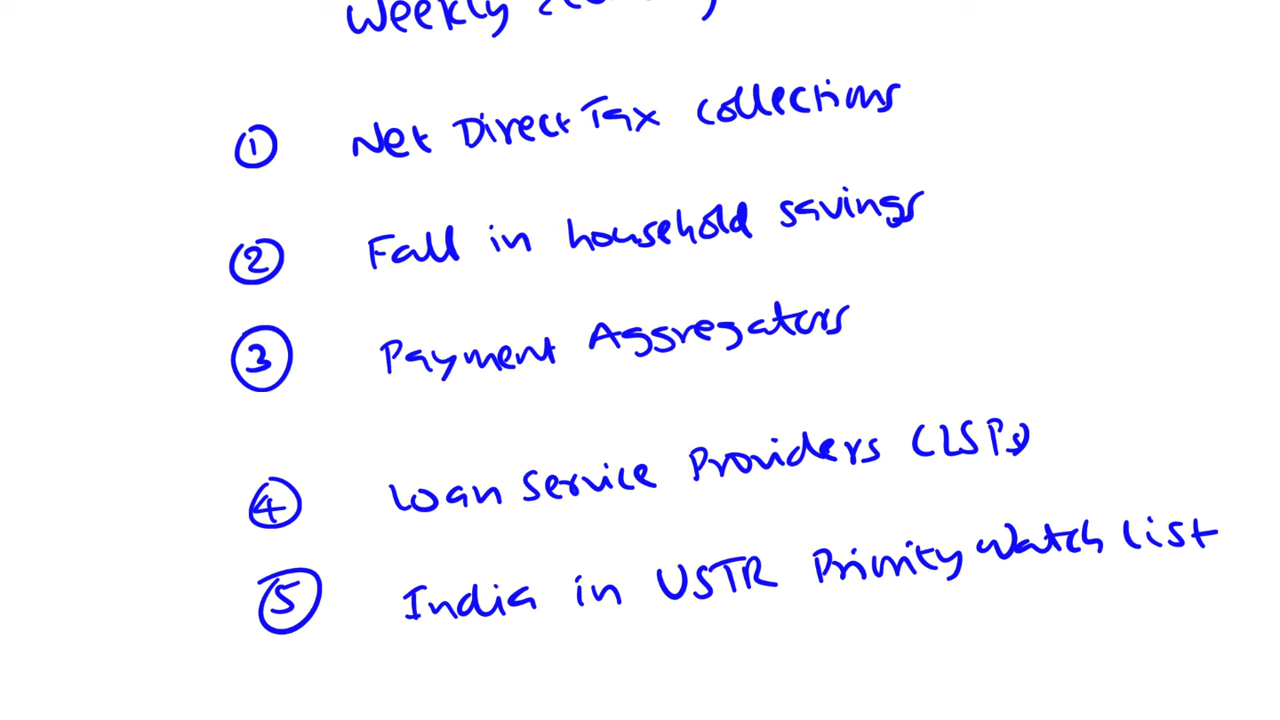 Weekly
① Net Direct Tax collections
② Fall in household savings
③ Payment Aggregators
④ Loan Service Providers (LSPs)
⑤ India in USTR Priority Watch List